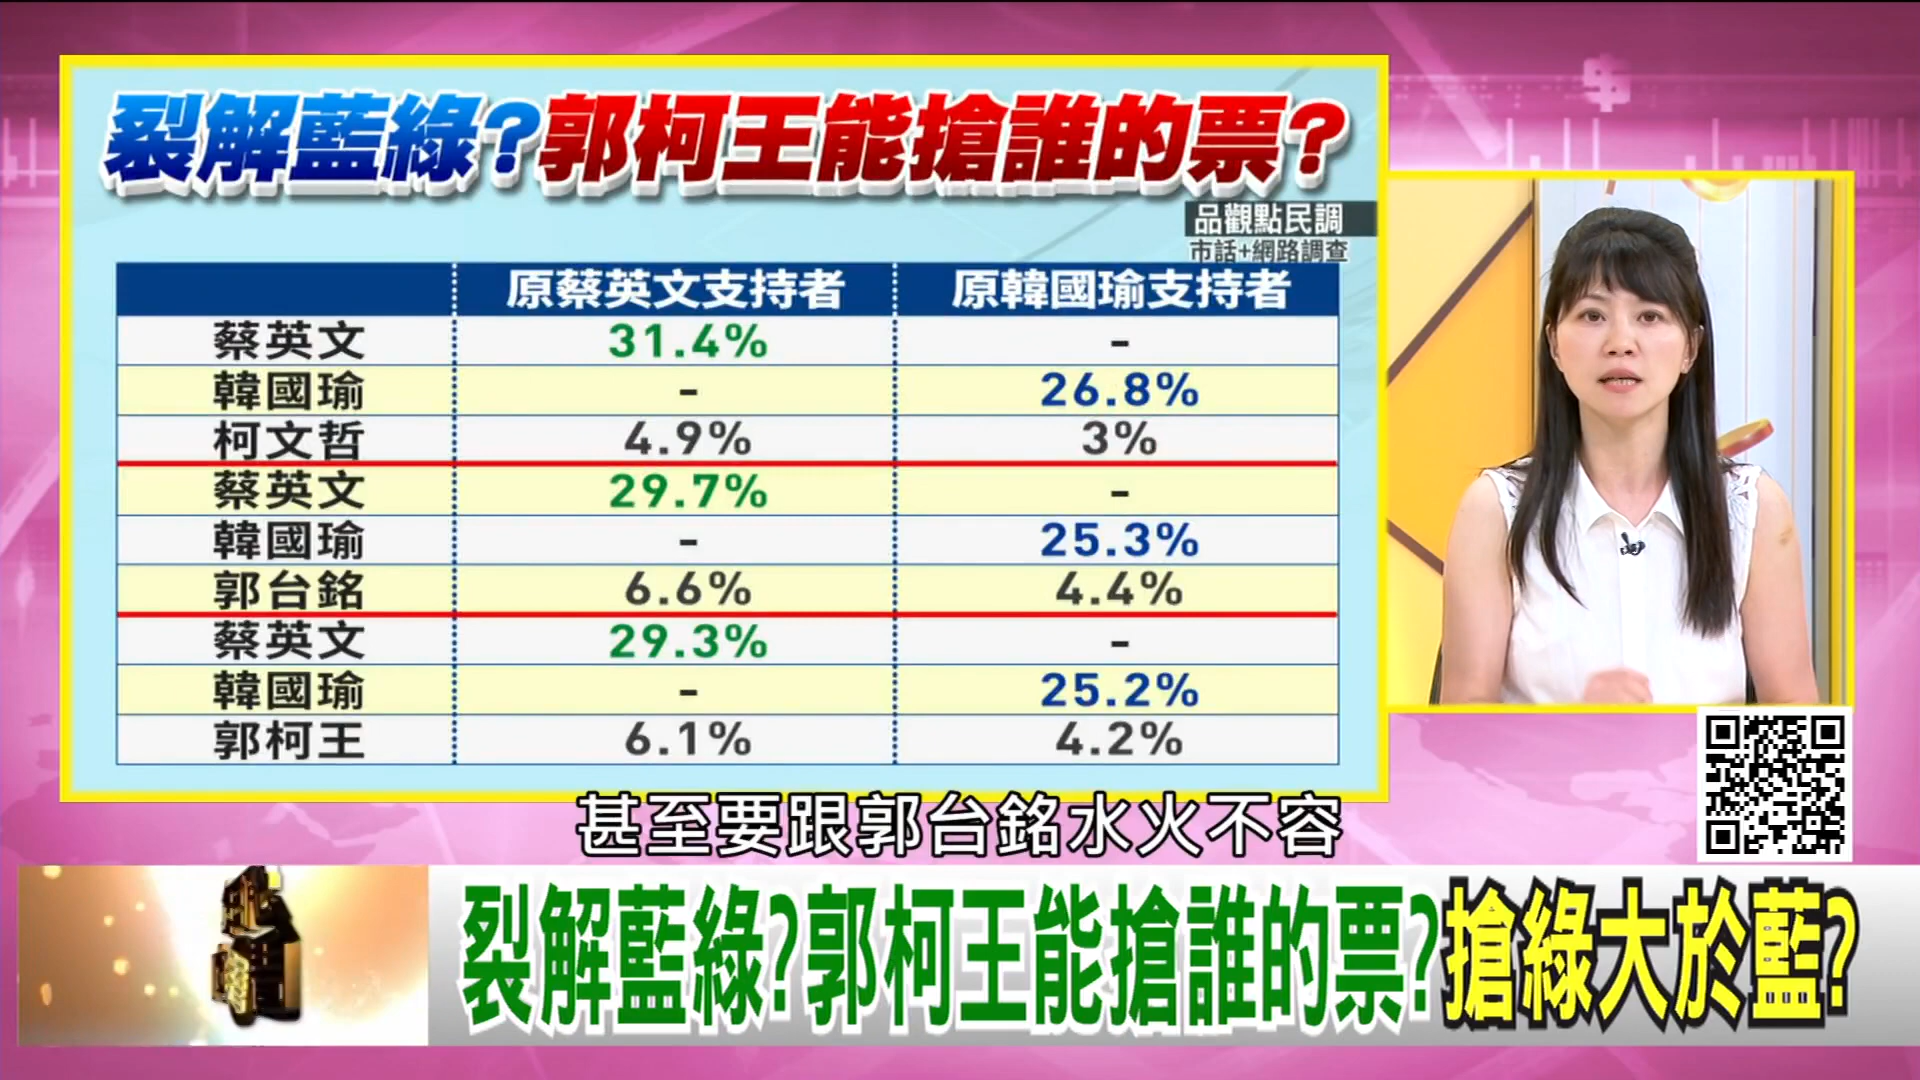 裂解藍綠?郭柯王能搶誰的票?
品觀點民調
市話+網路調查
原蔡英文支持者 原韓國瑜支持者
蔡英文 31.4% -
韓國瑜 - 26.8%
柯文哲 4.9% 3%
蔡英文 29.7% -
韓國瑜 - 25.3%
郭台銘 6.6% 4.4%
蔡英文 29.3% -
韓國瑜 - 25.2%
郭柯王 6.1% 4.2%
甚至要跟郭台銘水火不容
裂解藍綠?郭柯王能搶誰的票?搶綠大於藍?